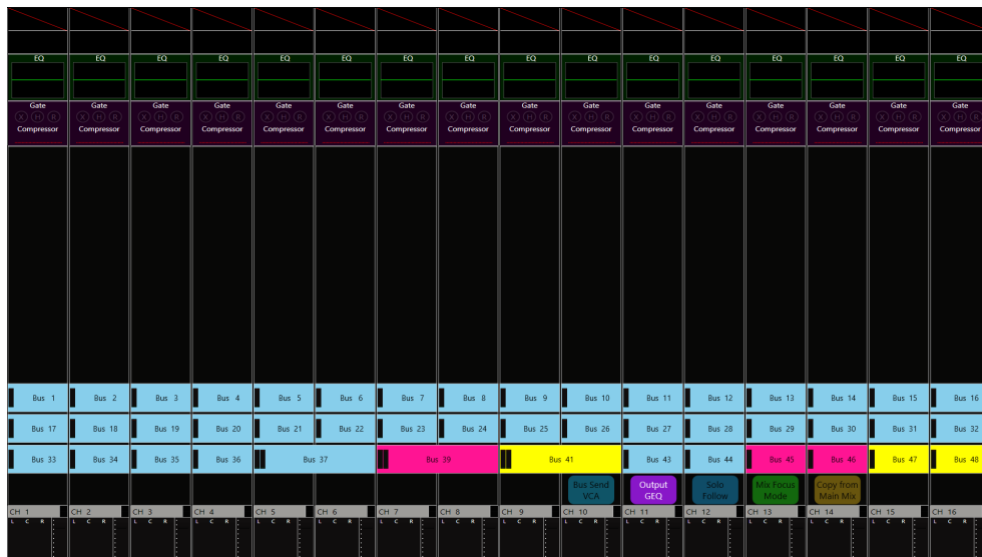 EQ EQ EQ EQ EQ EQ EQ EQ EQ EQ EQ EQ EQ EQ EQ EQ
Gate Gate Gate Gate Gate Gate Gate Gate Gate Gate Gate Gate Gate Gate Gate Gate
X H R X H R X H R X H R X H R X H R X H R X H R X H R X H R X H R X H R X H R X H R X H R X H R
Compressor Compressor Compressor Compressor Compressor Compressor Compressor Compressor Compressor Compressor Compressor Compressor Compressor Compressor Compressor Compressor
Bus 1 Bus 2 Bus 3 Bus 4 Bus 5 Bus 6 Bus 7 Bus 8 Bus 9 Bus 10 Bus 11 Bus 12 Bus 13 Bus 14 Bus 15 Bus 16
Bus 17 Bus 18 Bus 19 Bus 20 Bus 21 Bus 22 Bus 23 Bus 24 Bus 25 Bus 26 Bus 27 Bus 28 Bus 29 Bus 30 Bus 31 Bus 32
Bus 33 Bus 34 Bus 35 Bus 36 Bus 37 Bus 39 Bus 41 Bus 43 Bus 44 Bus 45 Bus 46 Bus 47 Bus 48
Bus Send Output Solo Mix Focus Copy from
VCA GEQ Follow Mode Main Mix
CH 1 CH 2 CH 3 CH 4 CH 5 CH 6 CH 7 CH 8 CH 9 CH 10 CH 11 CH 12 CH 13 CH 14 CH 15 CH 16
L C R L C R L C R L C R L C R L C R L C R L C R L C R L C R L C R L C R L C R L C R L C R L C R